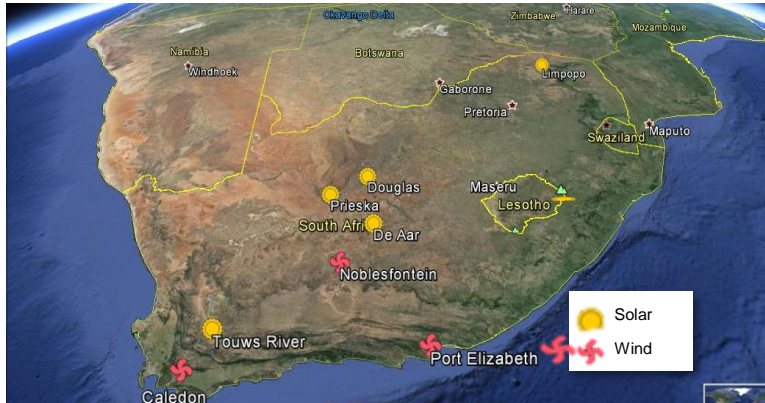 Okavango Delta
Zimbabwe
Harare
Mozambique
Namibia
Windhoek
Botswana
Limpopo
Gaborone
Pretoria
Swaziland
Maputo
Douglas
Prieska
Maseru
Lesotho
South Afri
De Aar
Noblesfontein
Solar
Touws River
Wind
Port Elizabeth
Caledon